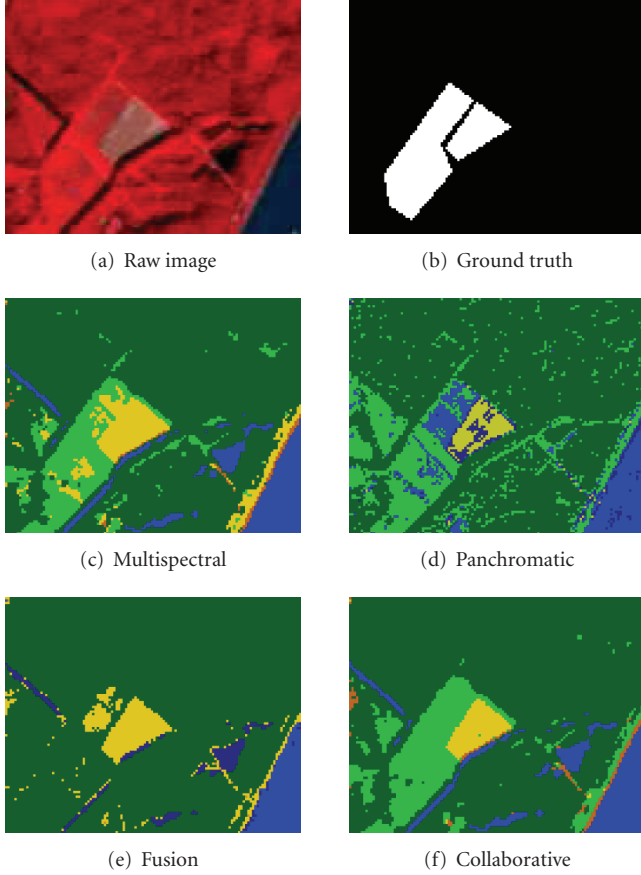 (a) Raw image
(b) Ground truth
(c) Multispectral
(d) Panchromatic
(e) Fusion
(f) Collaborative